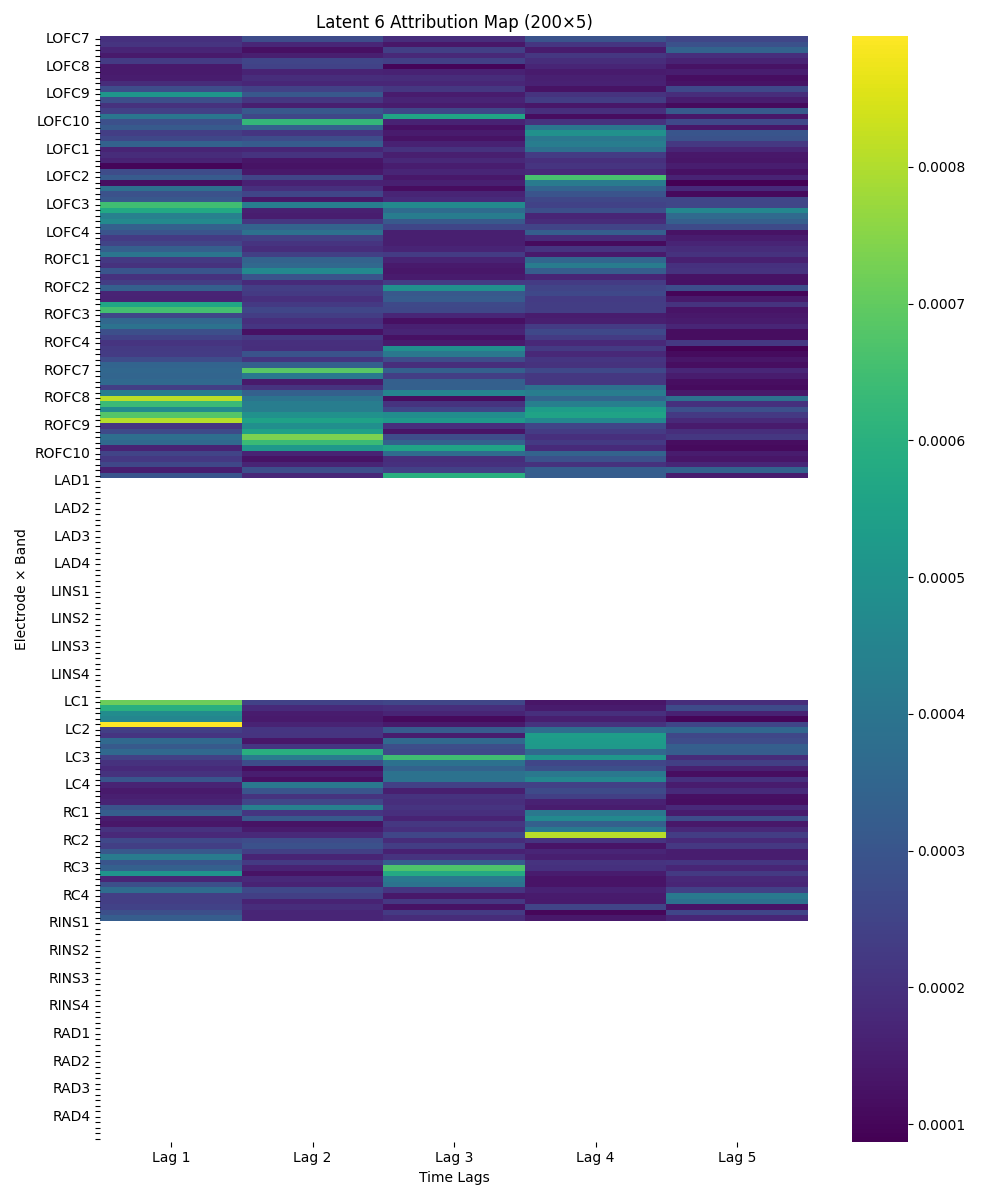 Latent 6 Attribution Map (200×5)
LOFC7
LOFC8
LOFC9
LOFC10
LOFC1
LOFC2
LOFC3
LOFC4
ROFC1
ROFC2
ROFC3
ROFC4
ROFC7
ROFC8
ROFC9
ROFC10
LAD1
LAD2
LAD3
LAD4
LINS1
LINS2
LINS3
LINS4
LC1
LC2
LC3
LC4
RC1
RC2
RC3
RC4
RINS1
RINS2
RINS3
RINS4
RAD1
RAD2
RAD3
RAD4
Electrode × Band
Lag 1
Lag 2
Lag 3
Lag 4
Lag 5
Time Lags
0.0008
0.0007
0.0006
0.0005
0.0004
0.0003
0.0002
0.0001